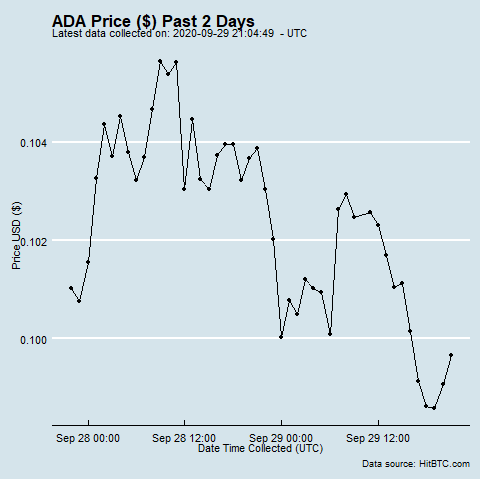 ADA Price ($) Past 2 Days
Latest data collected on: 2020-09-29 21:04:49 - UTC
0.104
0.102
0.100
Price USD ($)
Sep 28 00:00 Sep 28 12:00 Sep 29 00:00 Sep 29 12:00
Date Time Collected (UTC)
Data source: HitBTC.com